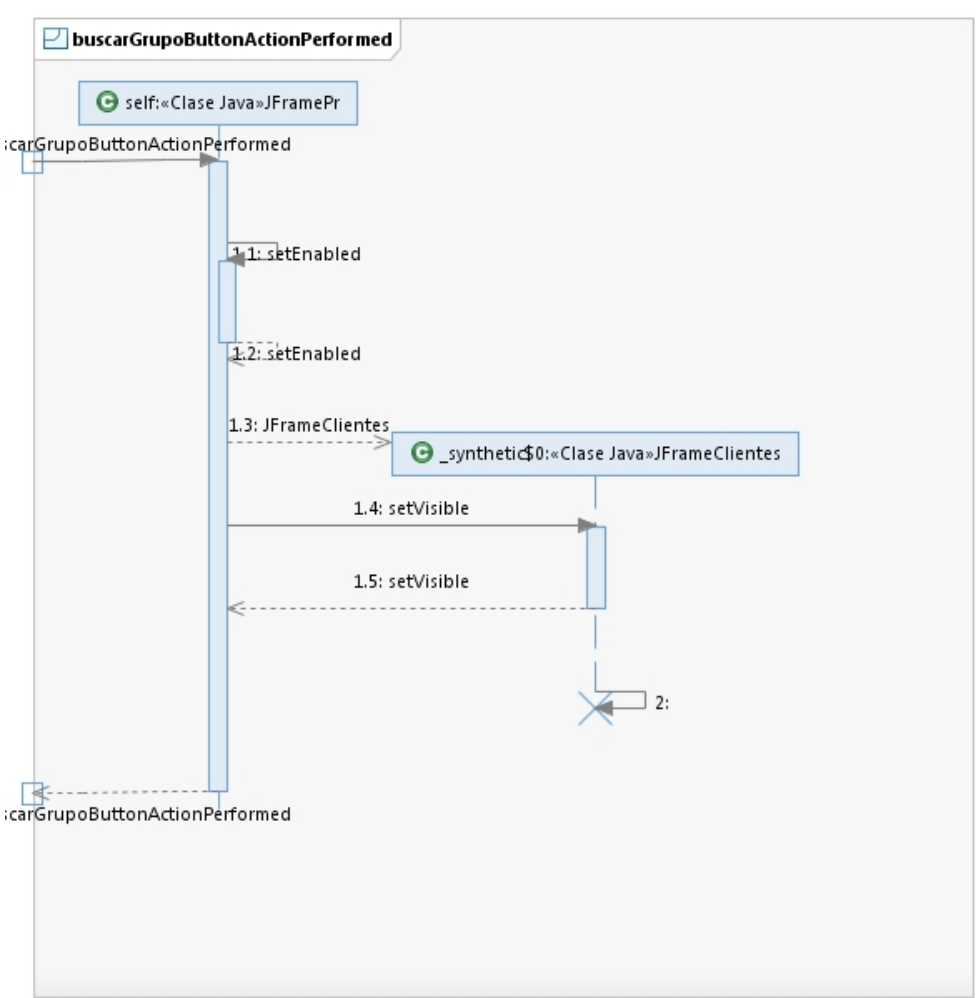 buscarGrupoButtonActionPerformed
C self:«Clase Java»JFramePr
scarGrupoButtonActionPerformed
1.1: setEnabled
1.2: setEnabled
1.3: JFrameClientes
C _synthetic$0:«Clase Java»JFrameClientes
1.4: setVisible
1.5: setVisible
2:
scarGrupoButtonActionPerformed